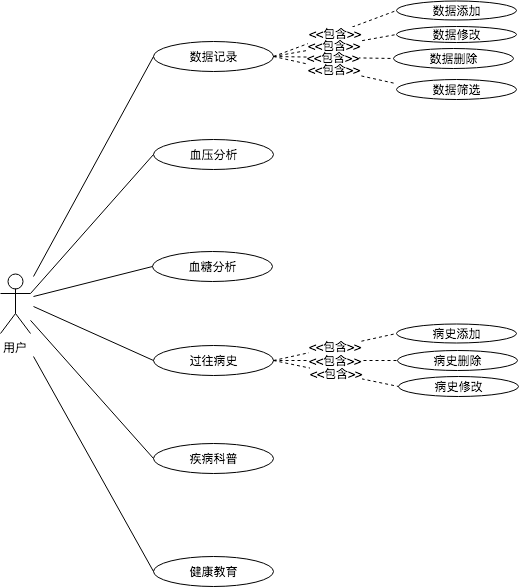 数据添加
<<包含>>
数据修改
<<包含>>
数据记录
<<包含>>
数据删除
<<包含>>
数据筛选
血压分析
血糖分析
用户
病史添加
<<包含>>
过往病史
<<包含>>
病史删除
<<包含>>
病史修改
疾病科普
健康教育